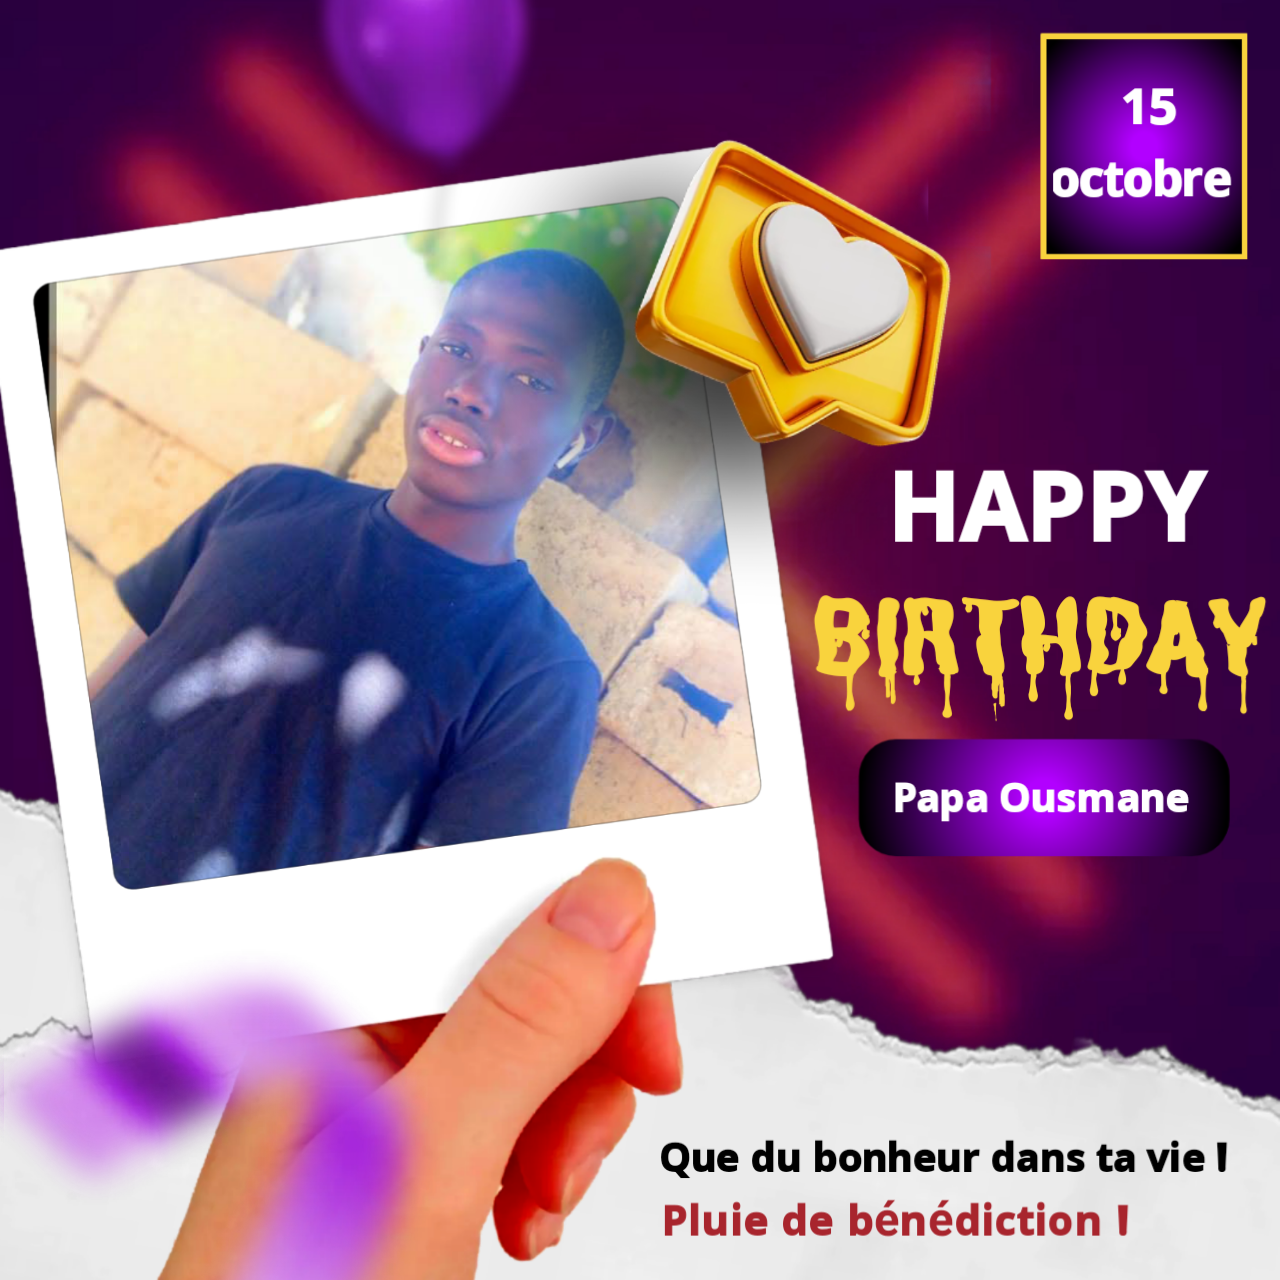 15
octobre
HAPPY
BIRTHDAY
Papa Ousmane
Que du bonheur dans ta vie !
Pluie de bénédiction !